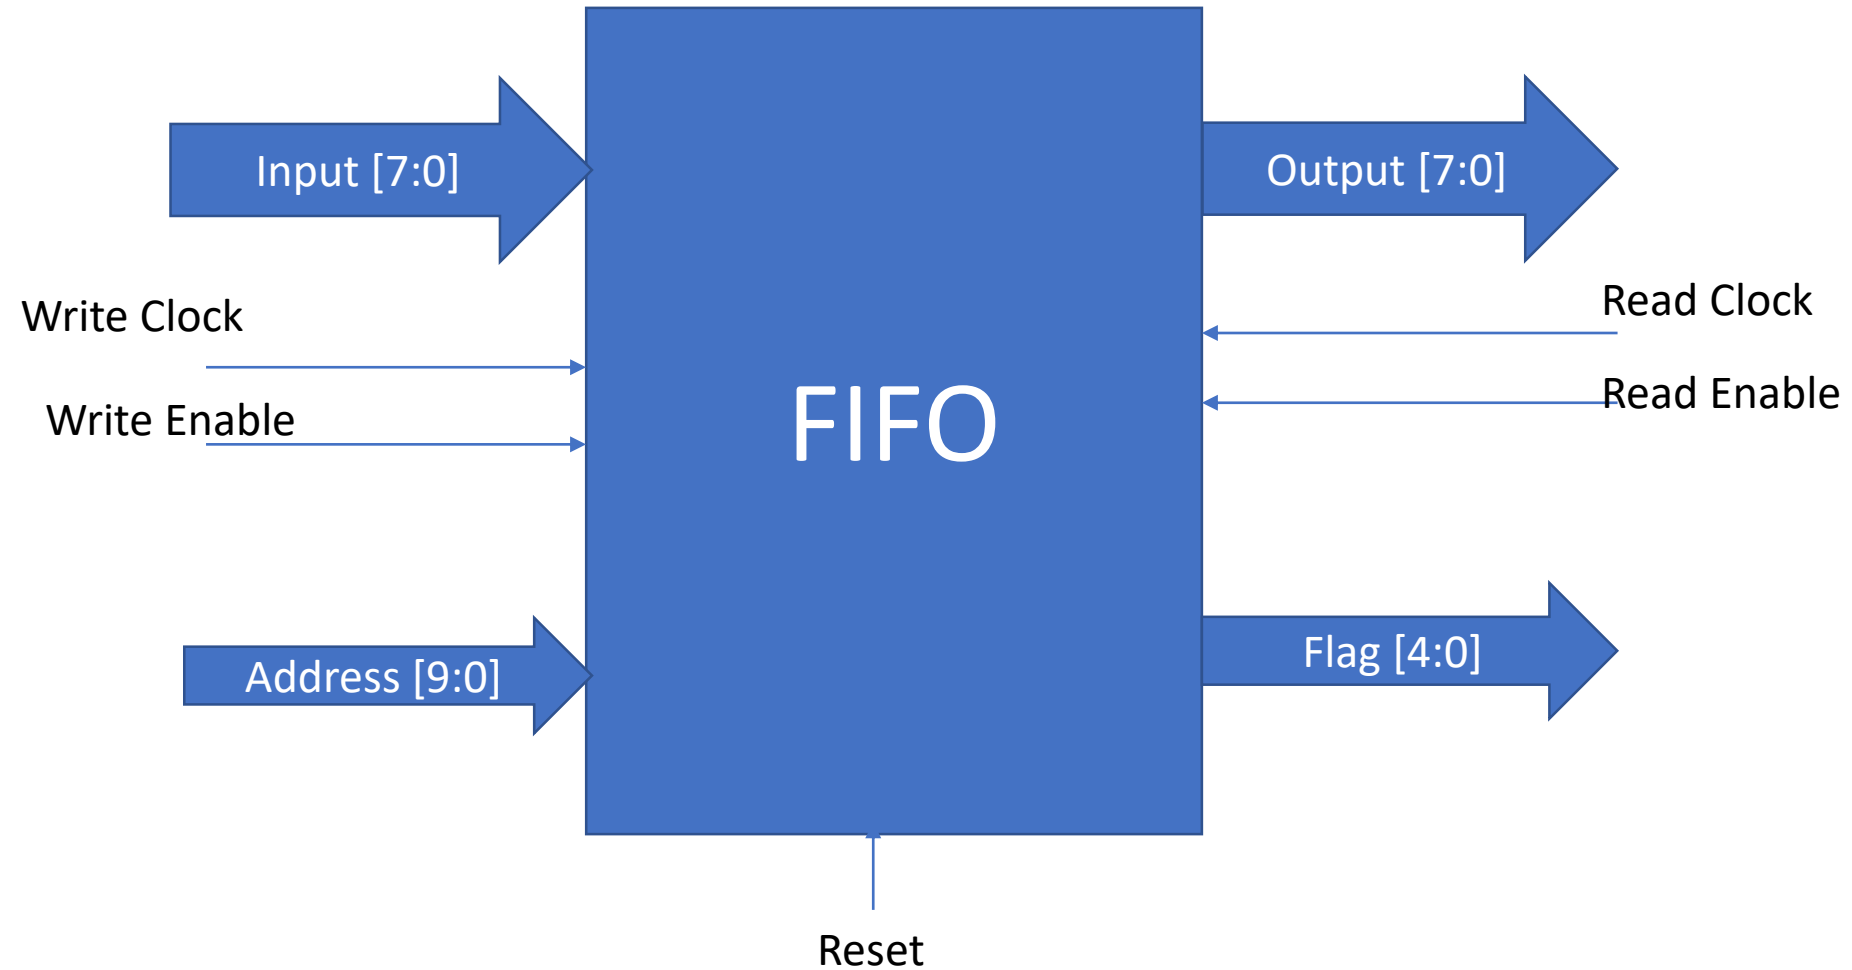 Input [7:0]
Output [7:0]
Write Clock
Read Clock
Write Enable
Read Enable
FIFO
Address [9:0]
Flag [4:0]
Reset